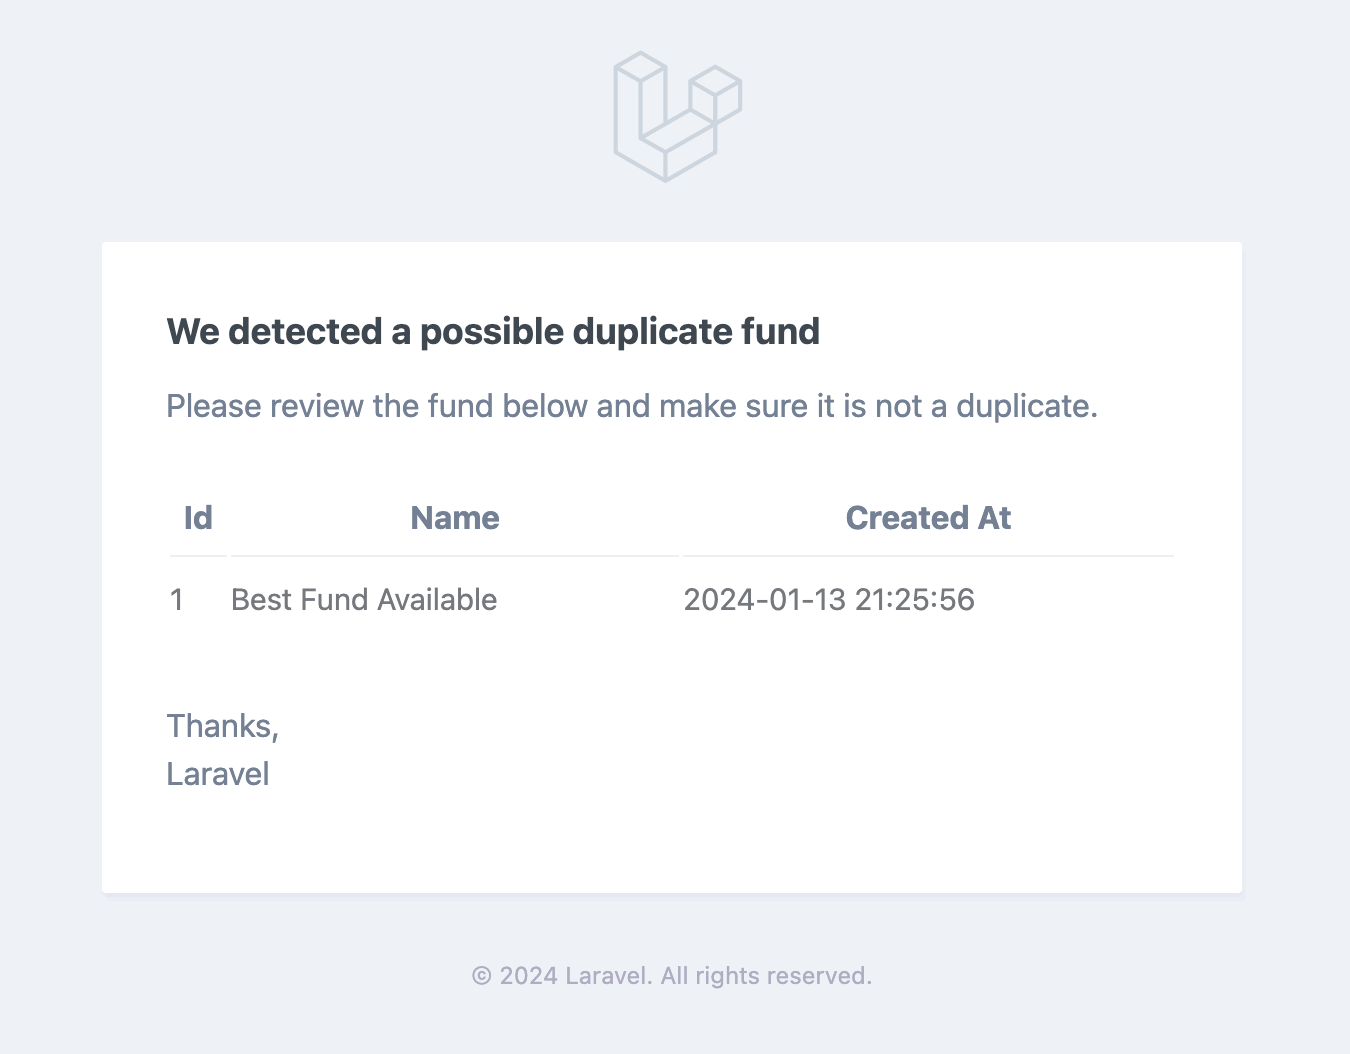 We detected a possible duplicate fund
Please review the fund below and make sure it is not a duplicate.
Id Name Created At
1 Best Fund Available 2024-01-13 21:25:56
Thanks,
Laravel
© 2024 Laravel. All rights reserved.